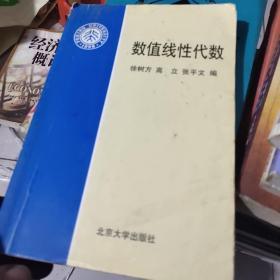 数值线性代数
徐树方 高 立 张平文 编
北京大学出版社
经济
概论